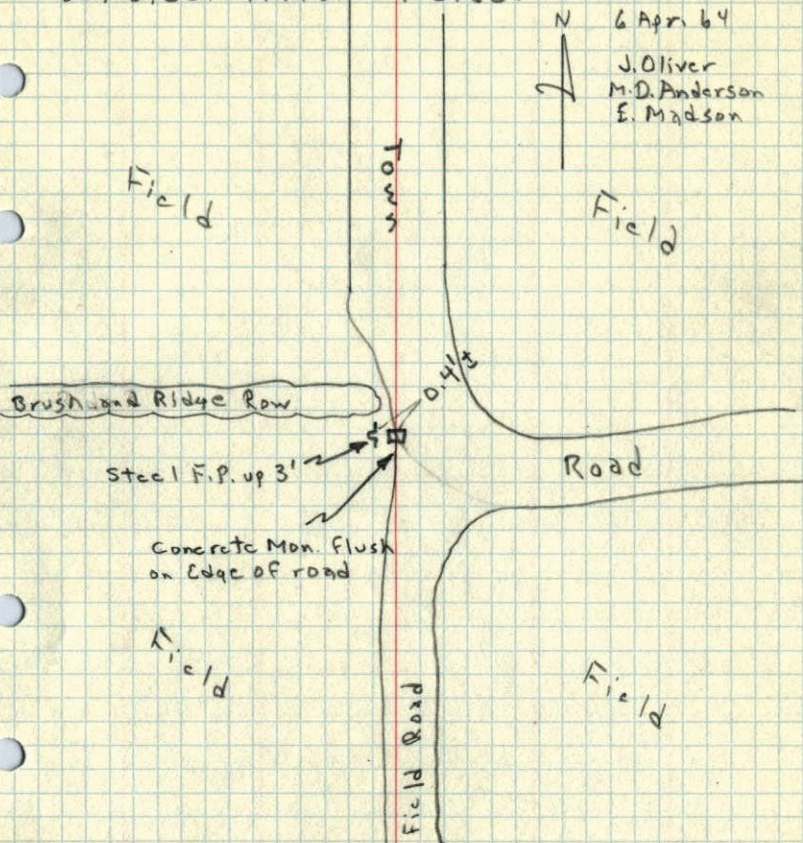 N
6 Apr. 64
J. Oliver
M.D. Anderson
E. Madson
Town
Field
Field
0.4'±
Brush and Ridge Row
Steel F.P. up 3'
Road
Concrete Mon. flush
on Edge of road
Field
Field
Field Road